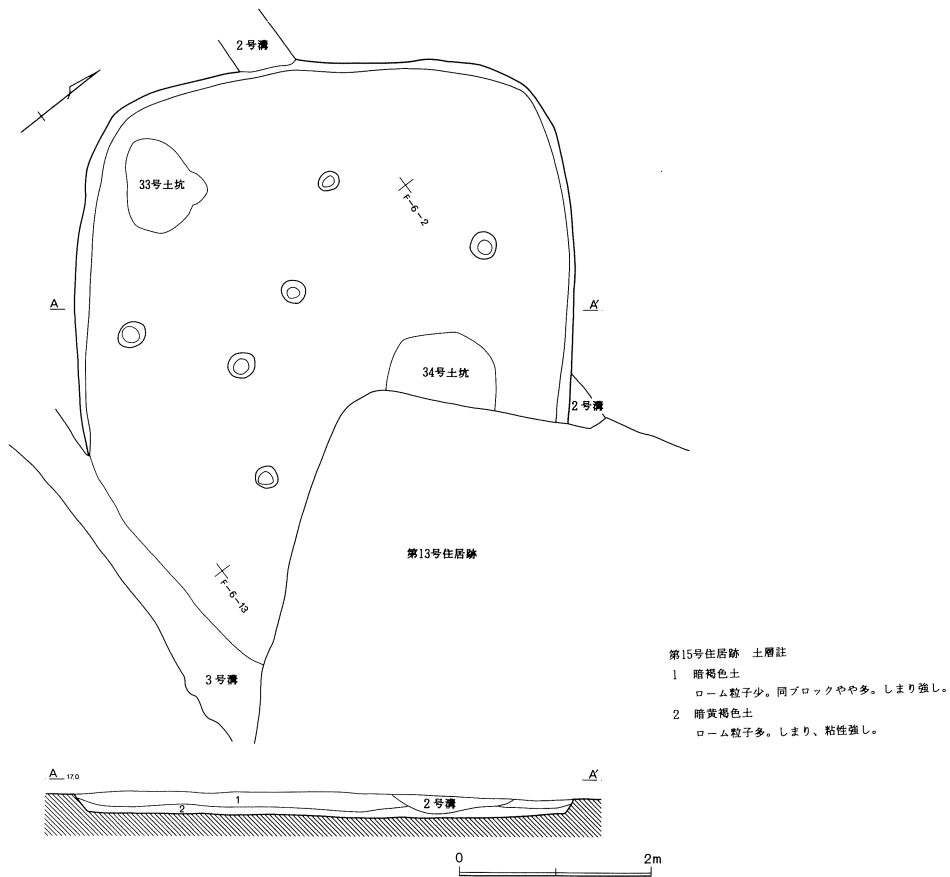 2号溝
33号土坑
F-6-2
A
A′
34号土坑
2号溝
第13号住居跡
F-6-13
3号溝
第15号住居跡 土層註
1 暗褐色土
ローム粒子少。同ブロックやや多。しまり強し。
2 暗黄褐色土
ローム粒子多。しまり、粘性強し。
A 17.0
A′
1
2号溝
2
0 2m